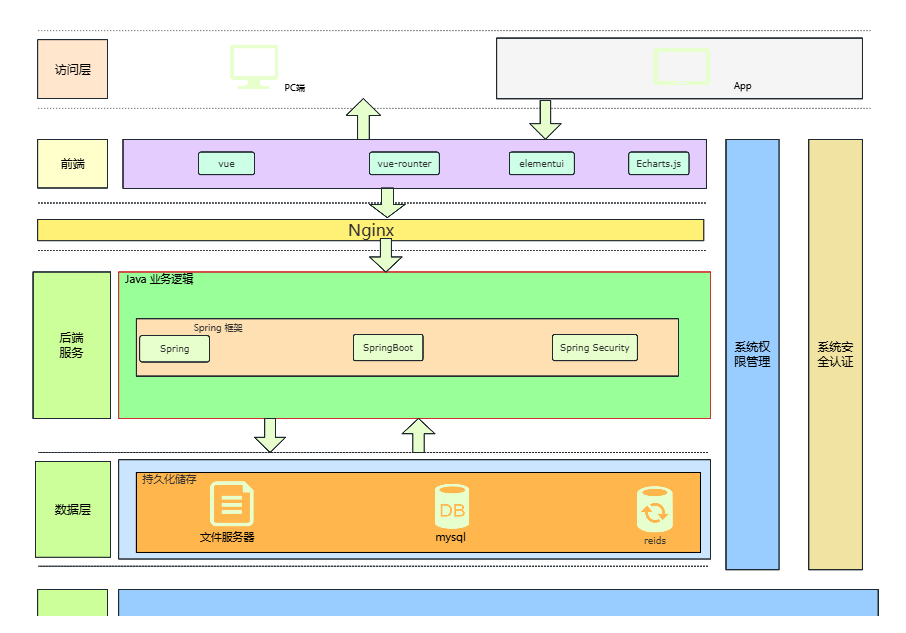 访问层
PC端
App
前端
vue
vue-rounter
elementui
Echarts.js
Nginx
Java 业务逻辑
后端
服务
Spring 框架
Spring
SpringBoot
Spring Security
系统权
限管理
系统安
全认证
数据层
持久化储存
文件服务器
DB
mysql
reids